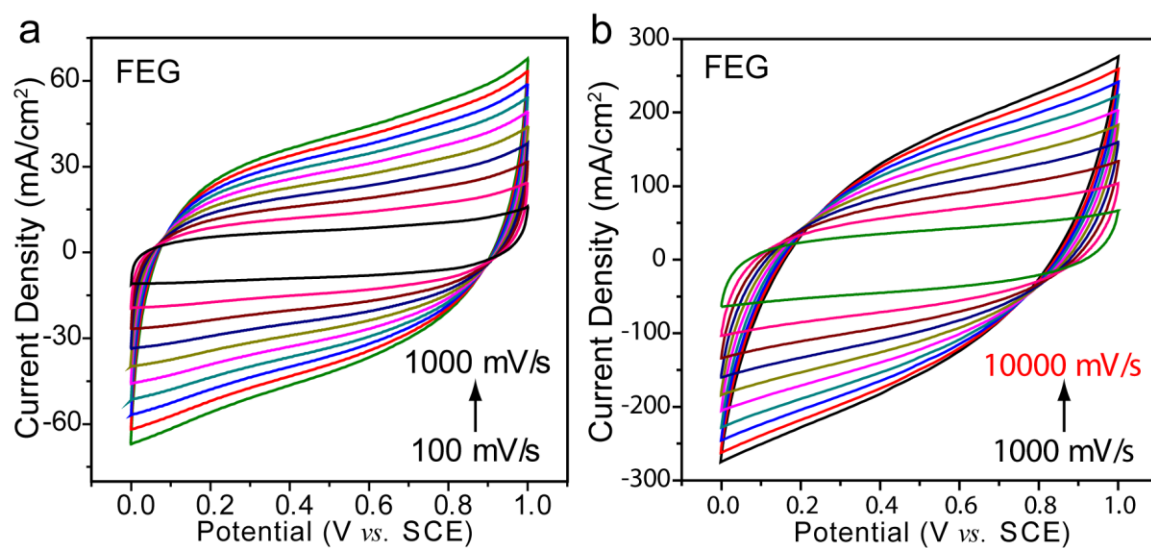 a
FEG
Current Density (mA/cm²)
60
30
0
-30
-60
1000 mV/s
100 mV/s
0.0 0.2 0.4 0.6 0.8 1.0
Potential (V vs. SCE)
b
FEG
Current Density (mA/cm²)
300
200
100
0
-100
-200
-300
10000 mV/s
1000 mV/s
0.0 0.2 0.4 0.6 0.8 1.0
Potential (V vs. SCE)